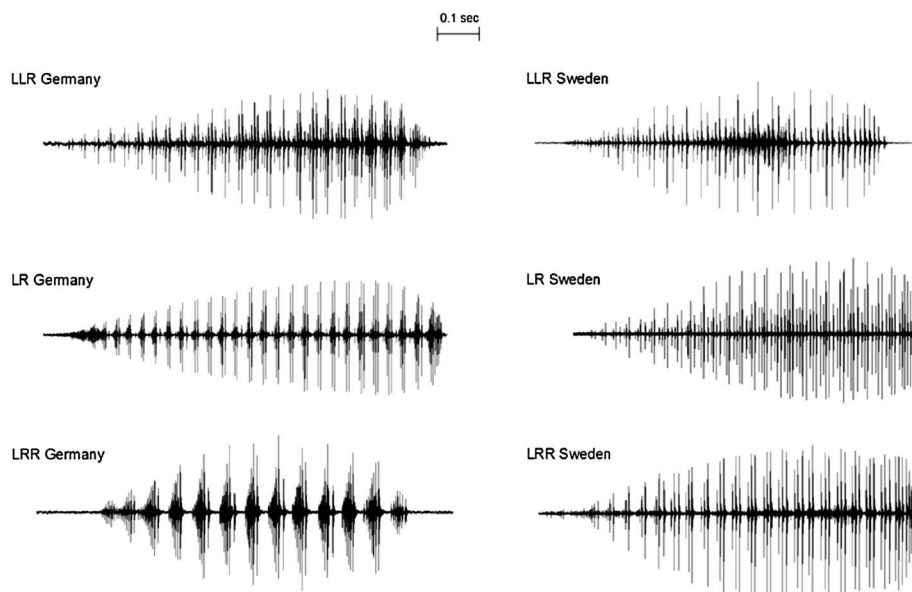 0.1 sec
LLR Germany
LLR Sweden
LR Germany
LR Sweden
LRR Germany
LRR Sweden